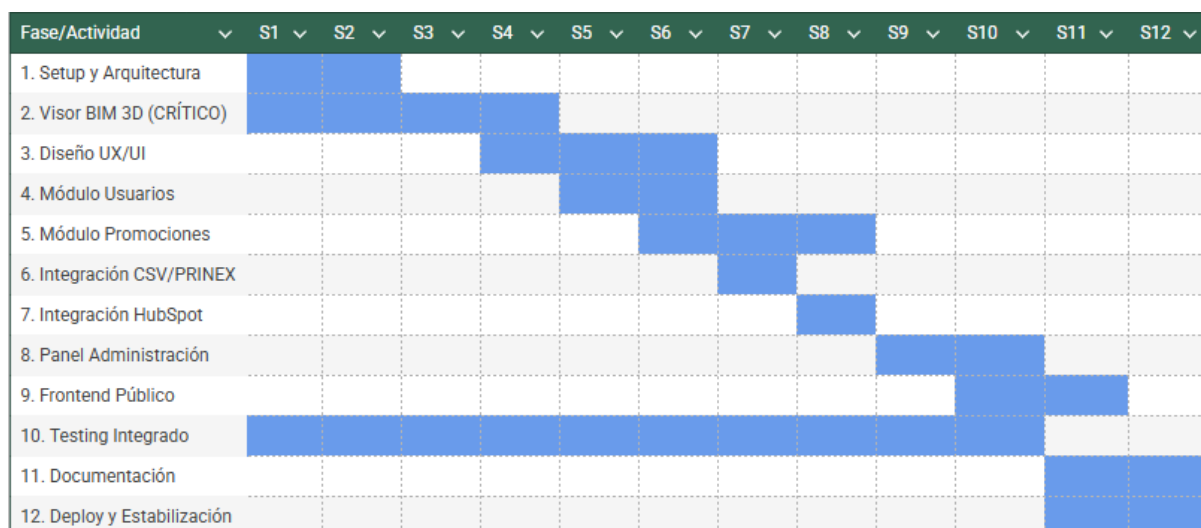 Fase/Actividad S1 S2 S3 S4 S5 S6 S7 S8 S9 S10 S11 S12
1. Setup y Arquitectura
2. Visor BIM 3D (CRÍTICO)
3. Diseño UX/UI
4. Módulo Usuarios
5. Módulo Promociones
6. Integración CSV/PRINEX
7. Integración HubSpot
8. Panel Administración
9. Frontend Público
10. Testing Integrado
11. Documentación
12. Deploy y Estabilización